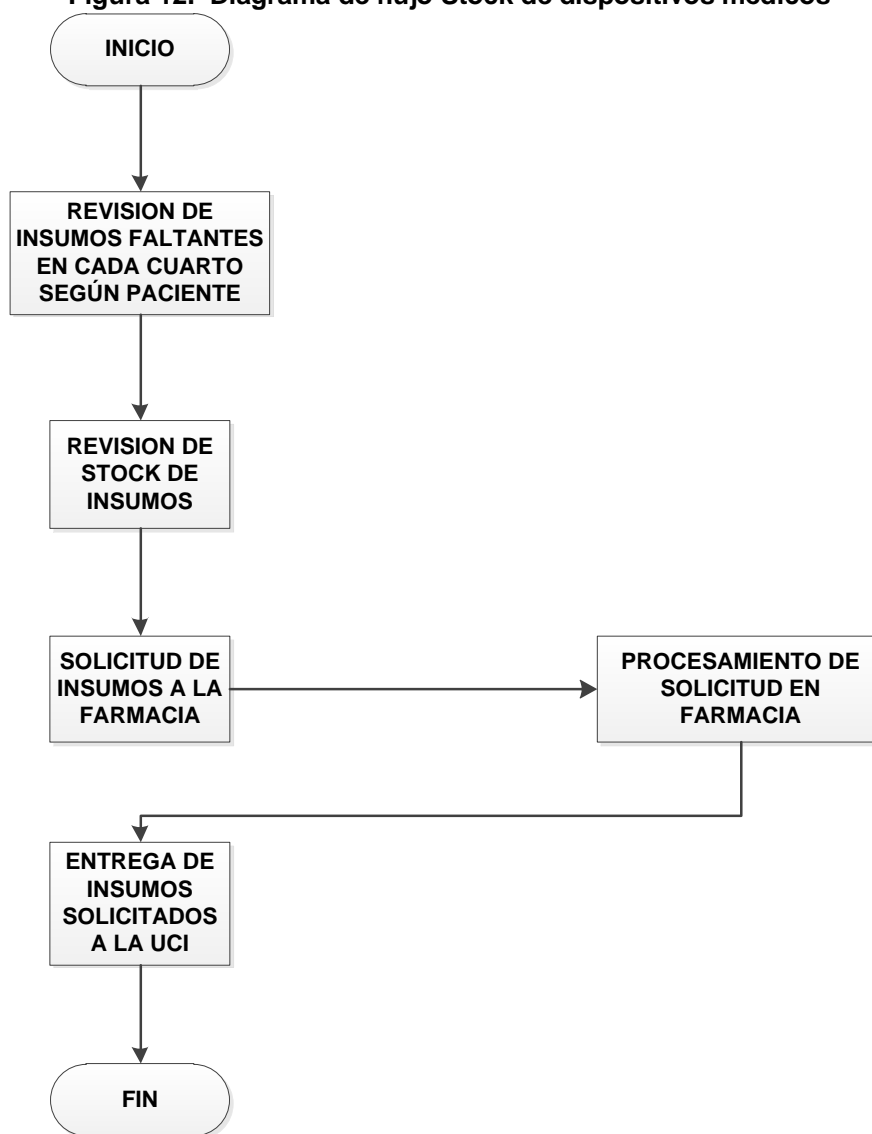 Figura 12. Diagrama de flujo Stock de dispositivos médicos
INICIO
REVISION DE
INSUMOS FALTANTES
EN CADA CUARTO
SEGÚN PACIENTE
REVISION DE
STOCK DE
INSUMOS
SOLICITUD DE
INSUMOS A LA
FARMACIA
PROCESAMIENTO DE
SOLICITUD EN
FARMACIA
ENTREGA DE
INSUMOS
SOLICITADOS
A LA UCI
FIN